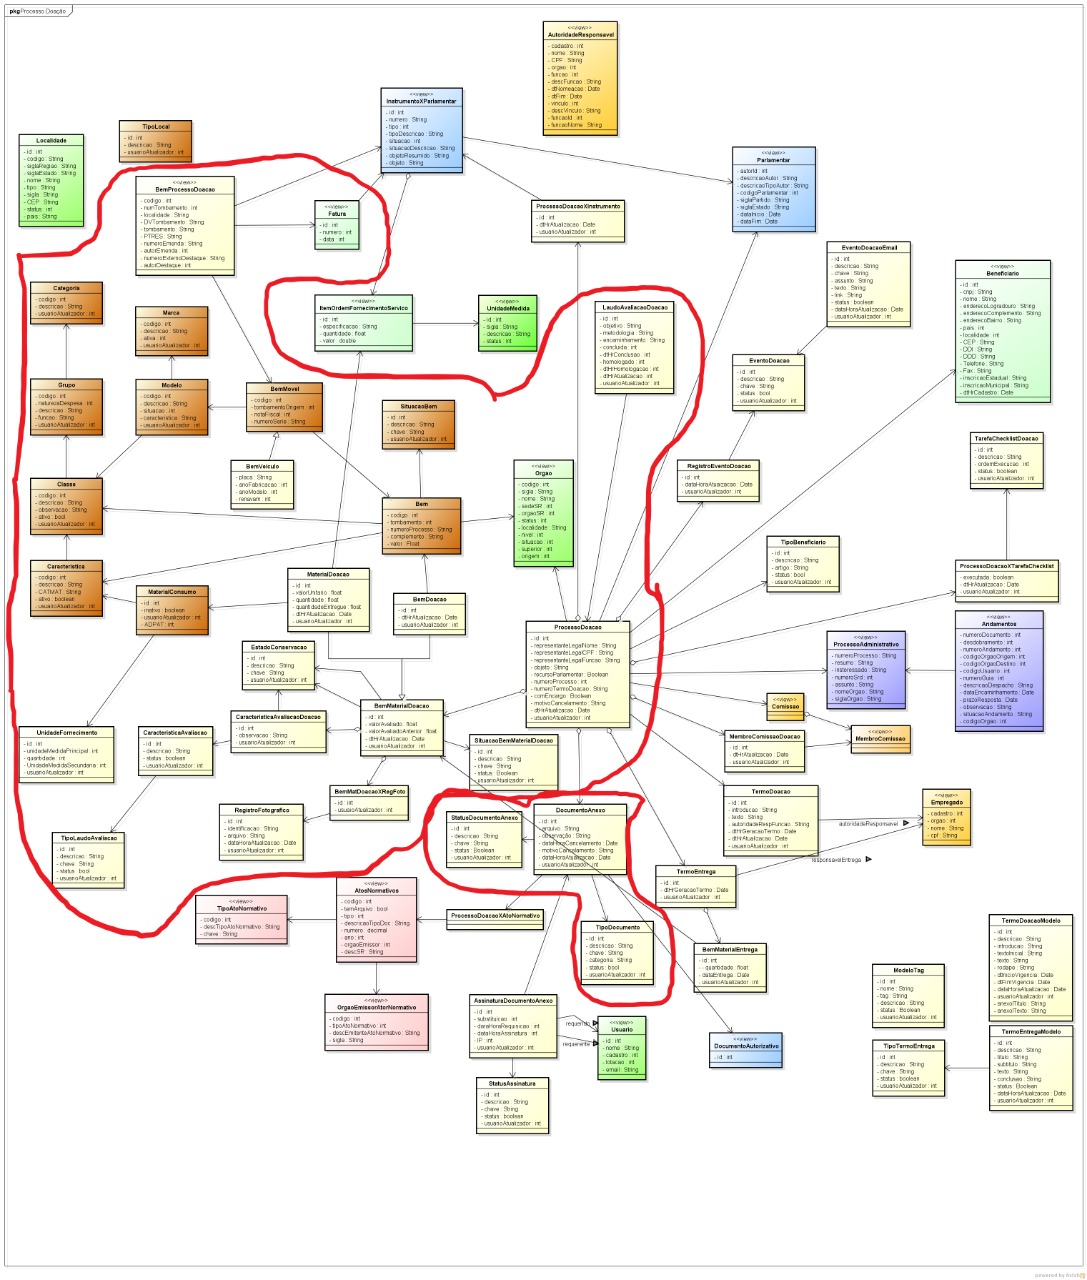 pkg Processo Doação
<<view>>
AutoridadeResponsavel
- cadastro : int
- nome : String
- CPF : String
- orgao : int
- funcao : int
- descFuncao : String
- dtNomeacao : Date
- dtFim : Date
- vinculo : int
- descVinculo : String
- funcaoId : int
- funcaoNome : String
<<view>>
InstrumentoXParlamentar
- id : int
- numero : String
- tipo : int
- tipoDescricao : String
- situacao : int
- situacaoDescricao : String
- objetoResumido : String
- objeto : String
TipoLocal
- id : int
- descricao : String
- usuarioAtualizador : int
Localidade
- id : int
- codigo : String
- siglaRegiao : String
- siglaEstado : String
- nome : String
- tipo : String
- sigla : String
- CEP : String
- status : int
- pais : String
<<view>>
Parlamentar
- autorId : int
- descricaoAutor : String
- descricaoTipoAutor : String
- codigoParlamentar : int
- siglaPartido : String
- siglaEstado : String
- dataInicio : Date
- dataFim : Date
<<view>>
BemProcessoDoacao
- codigo : int
- numTombamento : int
- localidade : String
- DVTombamento : String
- tombamento : String
- PTRES : String
- numeroEmenda : String
- autorEmenda : int
- numeroExternoDestaque : String
- autorDestaque : int
<<view>>
Fatura
- id : int
- numero : int
- data : int
ProcessoDoacaoXInstrumento
- id : int
- dtHrAtualizacao : Date
- usuarioAtualizador : int
EventoDoacaoEmail
- id : int
- descricao : String
- chave : String
- assunto : String
- texto : String
- link : String
- status : boolean
- dataHoraAtualizacao : Date
- usuarioAtualizador : int
<<view>>
Beneficiario
- id : int
- cnpj : String
- nome : String
- enderecoLogradouro : String
- enderecoComplemento : String
- enderecoBairro : String
- pais : int
- localidade : int
- CEP : String
- DDI : String
- DDD : String
- Telefone : String
- Fax : String
- inscricaoEstadual : String
- inscricaoMunicipal : String
- dtHrCadastro : Date
Categoria
- codigo : int
- descricao : String
- usuarioAtualizador : int
Marca
- codigo : int
- descricao : String
- ativa : int
- usuarioAtualizador : int
<<view>>
ItemOrdemFornecimentoServico
- id : int
- especificacao : String
- quantidade : float
- valor : double
<<view>>
UnidadeMedida
- id : int
- sigla : String
- descricao : String
- status : int
LaudoAvaliacaoDoacao
- id : int
- objetivo : String
- metodologia : String
- encaminhamento : String
- concluida : int
- dtHrConclusao : int
- homologado : int
- dtHrHomologacao : Date
- dtHrAtualizacao : Date
- usuarioAtualizador : int
EventoDoacao
- id : int
- descricao : String
- chave : String
- status : bool
- usuarioAtualizador : int
Grupo
- codigo : int
- naturezaDespesa : int
- descricao : String
- funcao : String
- usuarioAtualizador : int
Modelo
- codigo : int
- descricao : String
- situacao : int
- caracteristica : String
- usuarioAtualizador : int
BemMovel
- codigo : int
- tombamentoOrigem : int
- notaFiscal : int
- numeroSerie : String
SituacaoBem
- id : int
- descricao : String
- chave : String
- usuarioAtualizador : int
TarefaChecklistDoacao
- id : int
- descricao : String
- ordemExecucao : int
- status : boolean
- usuarioAtualizador : int
BemVeiculo
- placa : String
- anoFabricacao : int
- anoModelo : int
- renavam : int
<<view>>
Orgao
- codigo : int
- sigla : String
- nome : String
- sedeSR : int
- orgaoSR : int
- status : int
- localidade : String
- nivel : int
- situacao : int
- superior : int
- origem : int
RegistroEventoDoacao
- id : int
- dataHoraAtualizacao : Date
- usuarioAtualizador : int
Classe
- codigo : int
- descricao : String
- observacao : String
- ativo : bool
- usuarioAtualizador : int
Bem
- codigo : int
- tombamento : int
- numeroProcesso : String
- complemento : String
- valor : Float
TipoBeneficiario
- id : int
- descricao : String
- artigo : String
- status : bool
- usuarioAtualizador : int
Caracteristica
- codigo : int
- descricao : String
- CATMAT : String
- ativo : boolean
- usuarioAtualizador : int
MaterialConsumo
- id : int
- inativo : boolean
- usuarioAtualizador : int
- ADPAT : int
MaterialDoacao
- id : int
- valorUnitario : float
- quantidade : float
- quantidadeEntregue : float
- dtHrAtualizacao : Date
- usuarioAtualizador : int
BemDoacao
- id : int
- dtHrAtualizacao : Date
- usuarioAtualizador : int
ProcessoDoacaoXTarefaChecklist
- executada : boolean
- dtHrAtualizacao : Date
- usuarioAtualizador : int
ProcessoDoacao
- id : int
- representanteLegalNome : String
- representanteLegalCPF : String
- representanteLegalFuncao : String
- objeto : String
- recursoParlamentar : Boolean
- numeroProcesso : int
- numeroTermoDoacao : String
- comEncargo : Boolean
- motivoCancelamento : String
- dtHrAtualizacao : Date
- usuarioAtualizador : int
<<view>>
ProcessoAdministrativo
- numeroProcesso : String
- resumo : String
- interessado : String
- numeroSrd : int
- assunto : String
- nomeOrgao : String
- siglaOrgao : String
<<view>>
Andamentos
- numeroDocumento : int
- desdobramento : int
- numeroAndamento : int
- codigoOrgaoOrigem : int
- codigoOrgaoDestino : int
- codigoUsuario : int
- numeroGuia : int
- descricaoDespacho : String
- dataEncaminhamento : Date
- prazoResposta : Date
- observacao : String
- situacaoAndamento : String
- codigoOrgao : int
EstadoConservacao
- id : int
- descricao : String
- chave : String
- usuarioAtualizador : int
<<view>>
Comissao
<<view>>
MembroComissao
BemMaterialDoacao
- id : int
- valorAvaliado : float
- valorAvaliadoAnterior : float
- dtHrAtualizacao : Date
- usuarioAtualizador : int
CaracteristicaAvaliacaoDoacao
- id : int
- observacao : String
- usuarioAtualizador : int
CaracteristicaAvaliacao
- id : int
- descricao : String
- status : boolean
- usuarioAtualizador : int
UnidadeFornecimento
- id : int
- unidadeMedidaPrincipal : int
- quantidade : int
- UnidadeMedidaSecundaria : int
- usuarioAtualizador : int
SituacaoBemMaterialDoacao
- id : int
- descricao : String
- chave : String
- status : Boolean
- usuarioAtualizador : int
MembroComissaoDoacao
- id : int
- dtHrAtualizacao : Date
- usuarioAtualizador : int
BemMatDoacaoXRegFoto
- id : int
- usuarioAtualizador : int
TermoDoacao
- id : int
- introducao : String
- texto : String
- autoridadeRespFuncao : String
- dtHrGeracaoTermo : Date
- dtHrAtualizacao : Date
- usuarioAtualizador : int
autoridadeResponsavel
<<view>>
Empregado
- cadastro : int
- orgao : int
- nome : String
- cpf : String
RegistroFotografico
- id : int
- identificacao : String
- arquivo : String
- dataHoraAtualizacao : Date
- usuarioAtualizador : int
StatusDocumentoAnexo
- id : int
- descricao : String
- chave : String
- status : Boolean
- usuarioAtualizador : int
DocumentoAnexo
- id : int
- arquivo : String
- observação : String
- dataHoraCancelamento : Date
- motivoCancelamento : String
- dataHoraAtualizacao : Date
- usuarioAtualizador : int
TipoLaudoAvaliacao
- id : int
- descricao : String
- chave : String
- status : bool
- usuarioAtualizador : int
responsavelEntrega
TermoEntrega
- id : int
- dtHrGeracaoTermo : Date
- usuarioAtualizador : int
<<view>>
TipoAtoNormativo
- codigo : int
- descTipoAtoNormativo : String
- chave : String
<<view>>
AtosNormativos
- codigo : int
- temArquivo : bool
- tipo : int
- descricaoTipoDoc : String
- numero : decimal
- ano : int
- orgaoEmissor : int
- descSR : String
ProcessoDoacaoXAtoNormativo
TipoDocumento
- id : int
- descricao : String
- chave : String
- categoria : String
- status : bool
- usuarioAtualizador : int
BemMaterialEntrega
- id : int
- quantidade : float
- dataEntrega : Date
- usuarioAtualizador : int
TermoDoacaoModelo
- id : int
- descricao : int
- introducao : String
- textoInicial : String
- texto : String
- rodape : String
- dtInicioVigencia : Date
- dtFimVigencia : Date
- dataHoraAtualizacao : Date
- usuarioAtualizador : int
- anexoITitulo : String
- anexoITexto : String
ModeloTag
- id : int
- nome : String
- tag : String
- descricao : String
- status : Boolean
- usuarioAtualizador : int
<<view>>
OrgaoEmissorAtorNormativo
- codigo : int
- tipoAtoNormativo : int
- descEmitenteAtoNormativo : String
- sigla : String
AssinaturaDocumentoAnexo
- id : int
- substituicao : int
- dataHoraRequisicao : int
- dataHoraAssinatura : int
- IP : int
- usuarioAtualizador : int
requerido
requerente
<<view>>
Usuario
- id : int
- nome : String
- cadastro : int
- lotacao : int
- email : String
<<view>>
DocumentoAutorizativo
- id : int
TipoTermoEntrega
- id : int
- descricao : String
- chave : String
- status : boolean
- usuarioAtualizador : int
TermoEntregaModelo
- id : int
- descricao : String
- titulo : String
- subtitulo : String
- texto : String
- conclusao : String
- status : Boolean
- dataHoraAtualizacao : Date
- usuarioAtualizador : int
StatusAssinatura
- id : int
- descricao : String
- chave : String
- status : boolean
- usuarioAtualizador : int
powered by Astah